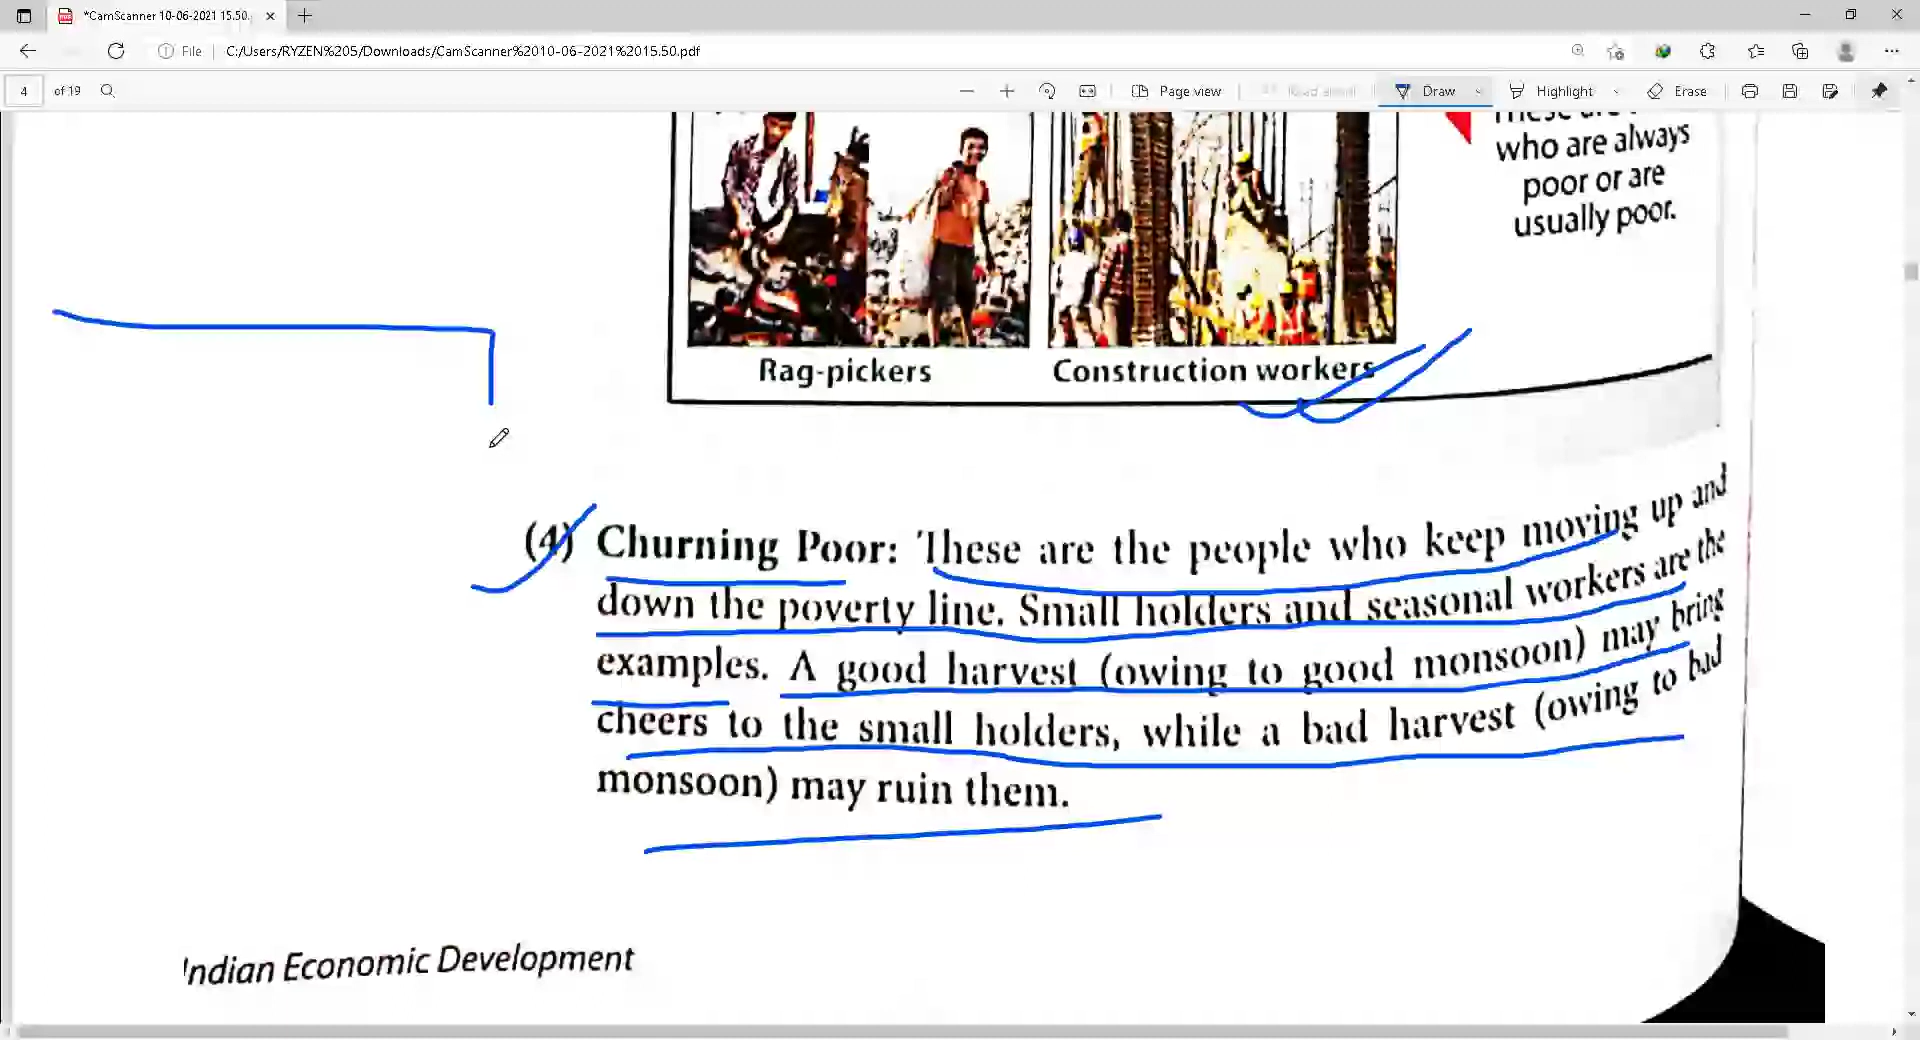 *CamScanner 10-06-2021 15.50.
File
C:/Users/RYZEN%205/Downloads/CamScanner%2010-06-2021%2015.50.pdf
4 of 19
Page view
Read aloud
Draw
Highlight
Erase
These are
who are always
poor or are
usually poor.
Rag-pickers
Construction workers
(4) Churning Poor: These are the people who keep moving up and
down the poverty line. Small holders and seasonal workers are the
examples. A good harvest (owing to good monsoon) may bring
cheers to the small holders, while a bad harvest (owing to bad
monsoon) may ruin them.
Indian Economic Development